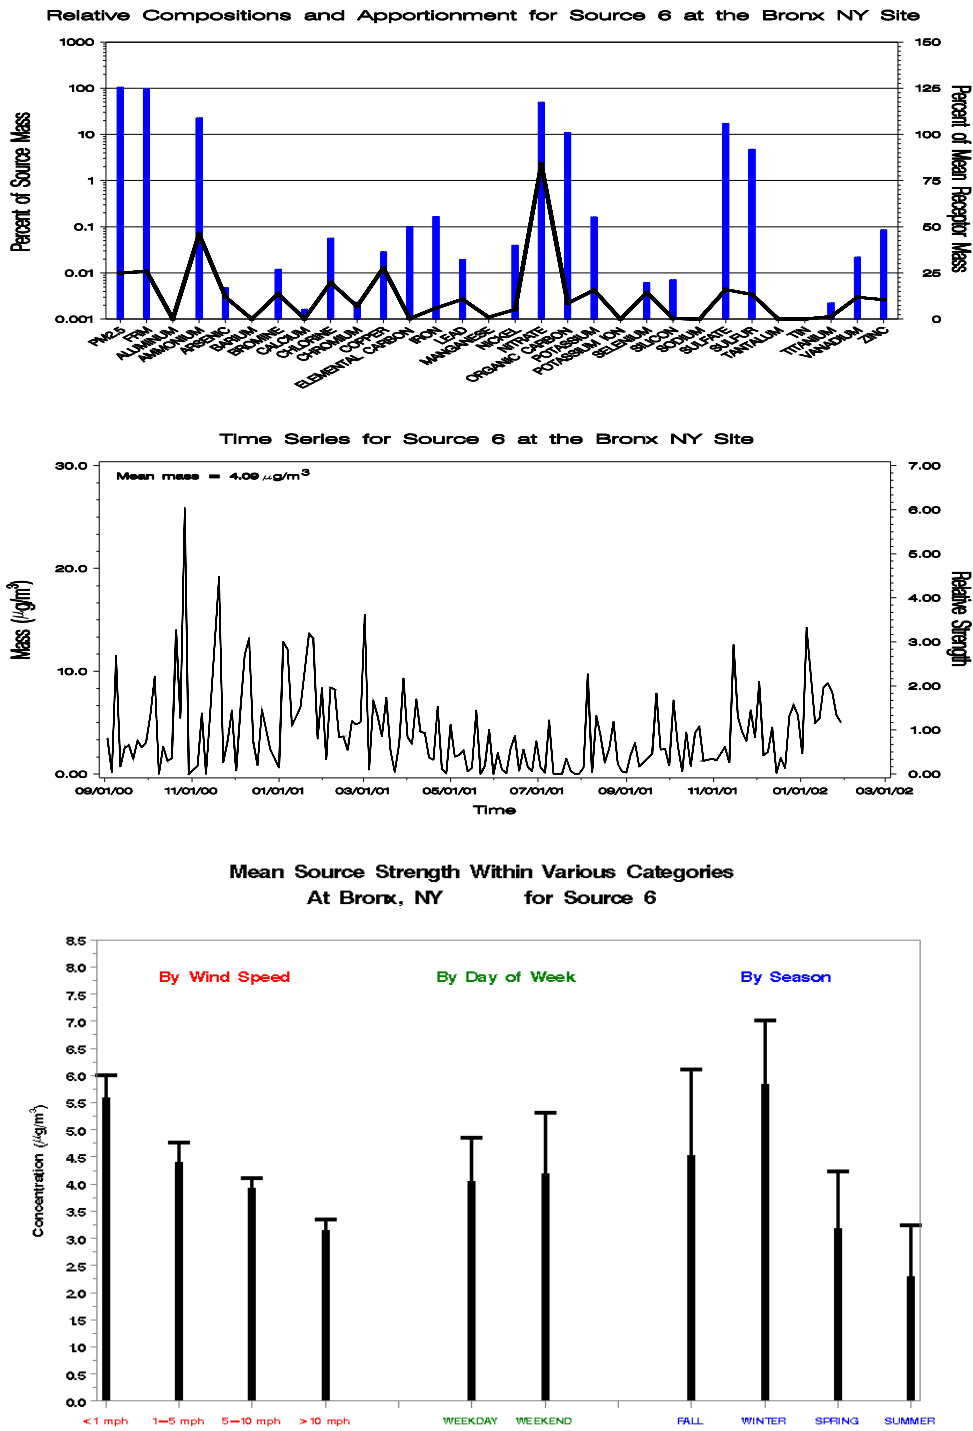 Relative Compositions and Apportionment for Source 6 at the Bronx NY Site
Percent of Source Mass
1000
100
10
1
0.1
0.01
0.001
150
125
100
75
50
25
0
Percent of Mean Receptor Mass
PM2.5
FRM
ALUMINUM
AMMONIUM
ARSENIC
BARIUM
BROMINE
CALCIUM
CHLORINE
CHROMIUM
COPPER
ELEMENTAL CARBON
IRON
LEAD
MANGANESE
NICKEL
NITRATE
ORGANIC CARBON
POTASSIUM
POTASSIUM ION
SELENIUM
SILICON
SODIUM
SULFATE
SULFUR
TANTALUM
TIN
TITANIUM
VANADIUM
ZINC
Time Series for Source 6 at the Bronx NY Site
Mean mass = 4.09 μg/m³
Mass (μg/m³)
30.0
20.0
10.0
0.00
7.00
6.00
5.00
4.00
3.00
2.00
1.00
0.00
Relative Strength
09/01/00
11/01/00
01/01/01
03/01/01
05/01/01
07/01/01
09/01/01
11/01/01
01/01/02
03/01/02
Time
Mean Source Strength Within Various Categories
At Bronx, NY for Source 6
By Wind Speed
By Day of Week
By Season
Concentration (μg/m³)
8.5
8.0
7.5
7.0
6.5
6.0
5.5
5.0
4.5
4.0
3.5
3.0
2.5
2.0
1.5
1.0
0.5
0.0
<1 mph
1-5 mph
5-10 mph
>10 mph
WEEKDAY
WEEKEND
FALL
WINTER
SPRING
SUMMER